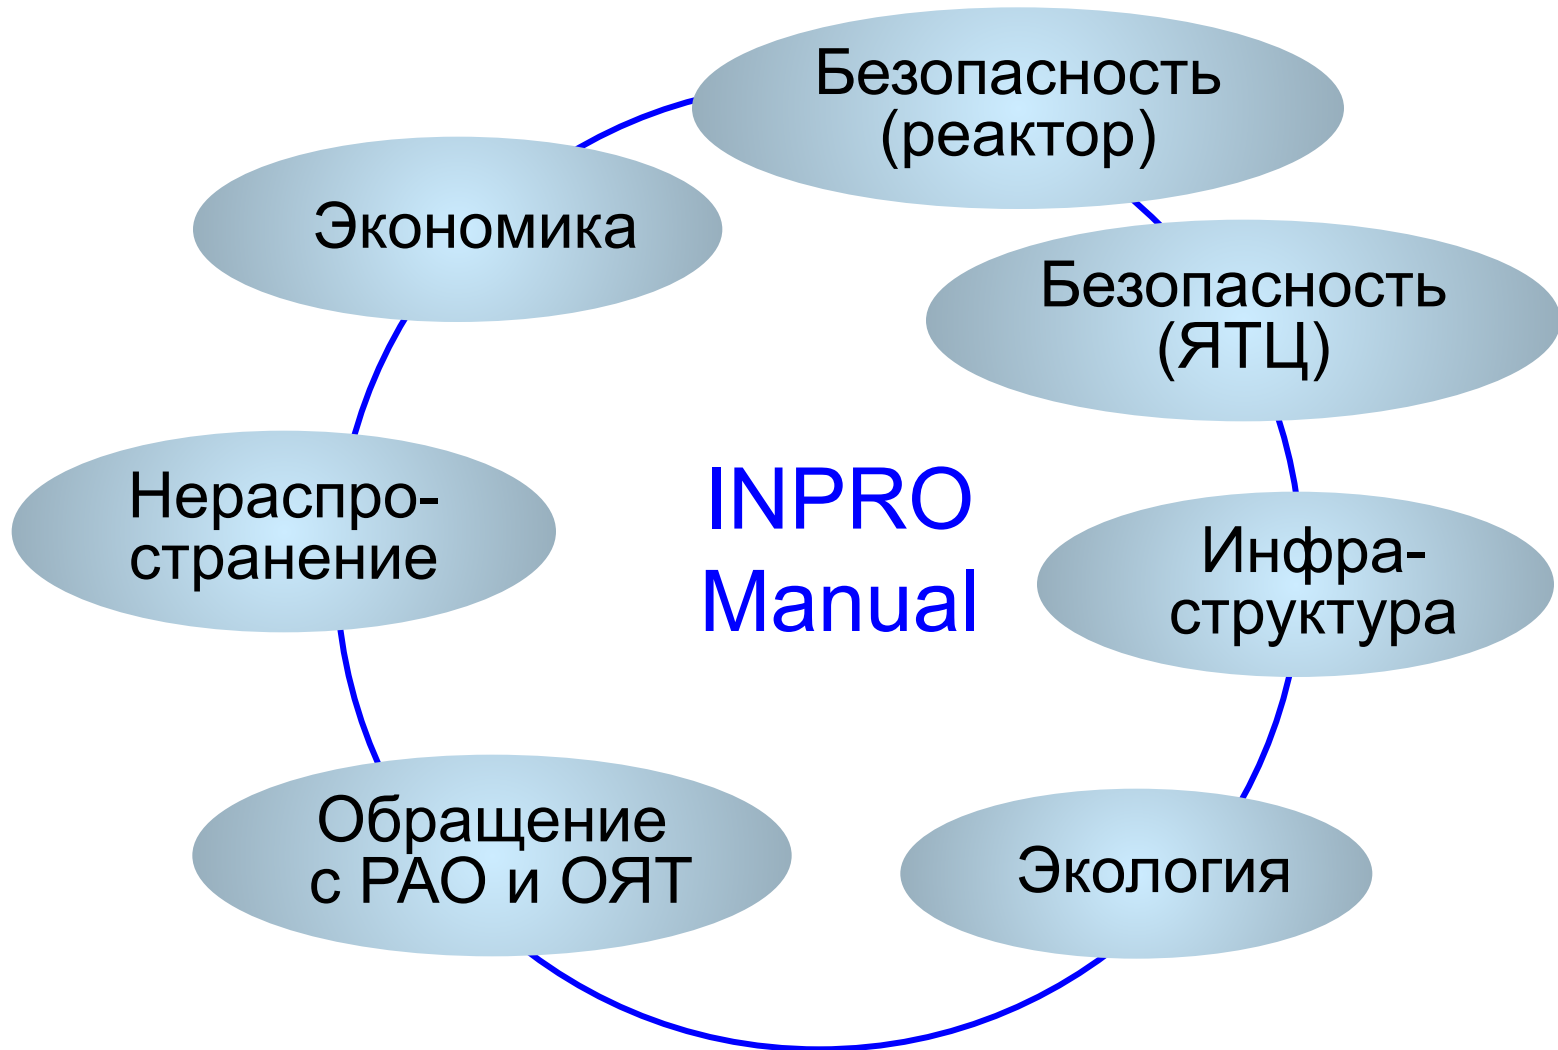 Безопасность
(реактор)
Экономика
Безопасность
(ЯТЦ)
Нераспро-
странение
INPRO
Manual
Инфра-
структура
Обращение
с РАО и ОЯТ
Экология